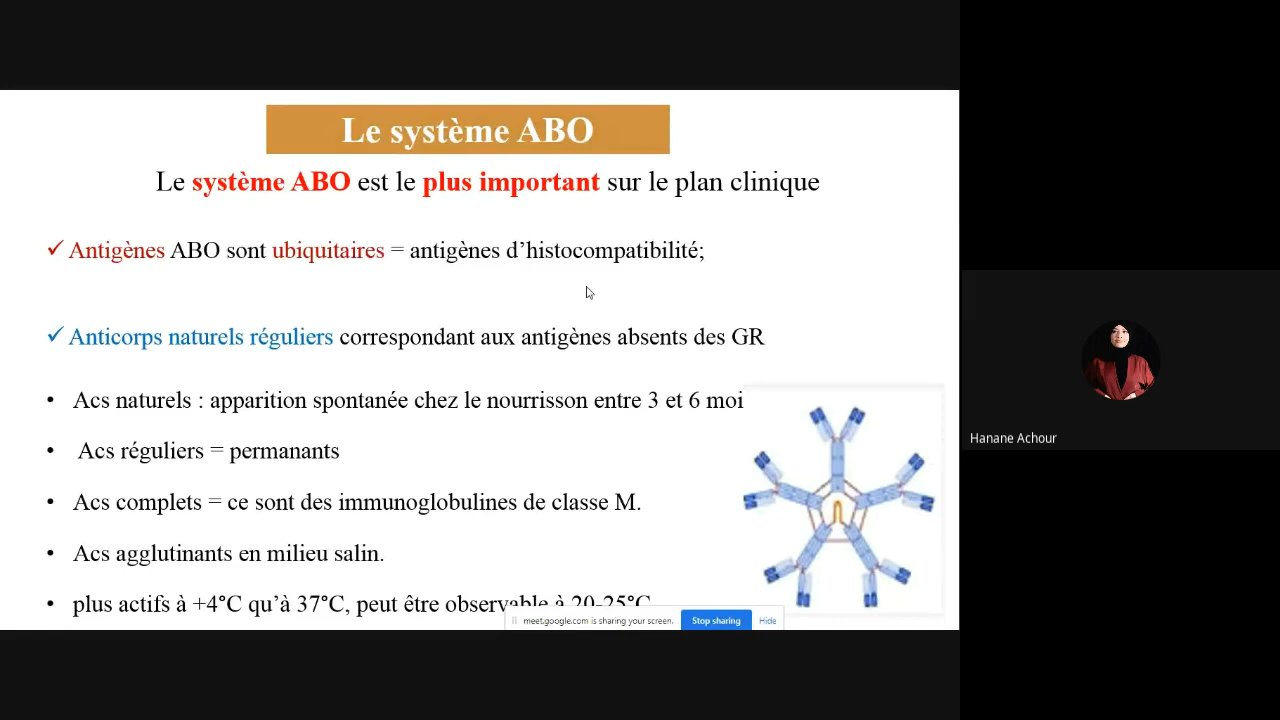 Le système ABO
Le système ABO est le plus important sur le plan clinique
✓ Antigènes ABO sont ubiquitaires = antigènes d’histocompatibilité;
✓ Anticorps naturels réguliers correspondant aux antigènes absents des GR
• Acs naturels : apparition spontanée chez le nourrisson entre 3 et 6 moi
• Acs réguliers = permanants
• Acs complets = ce sont des immunoglobulines de classe M.
• Acs agglutinants en milieu salin.
• plus actifs à +4°C qu’à 37°C, peut être observable à 20-25°C
meet.google.com is sharing your screen. Stop sharing Hide
Hanane Achour